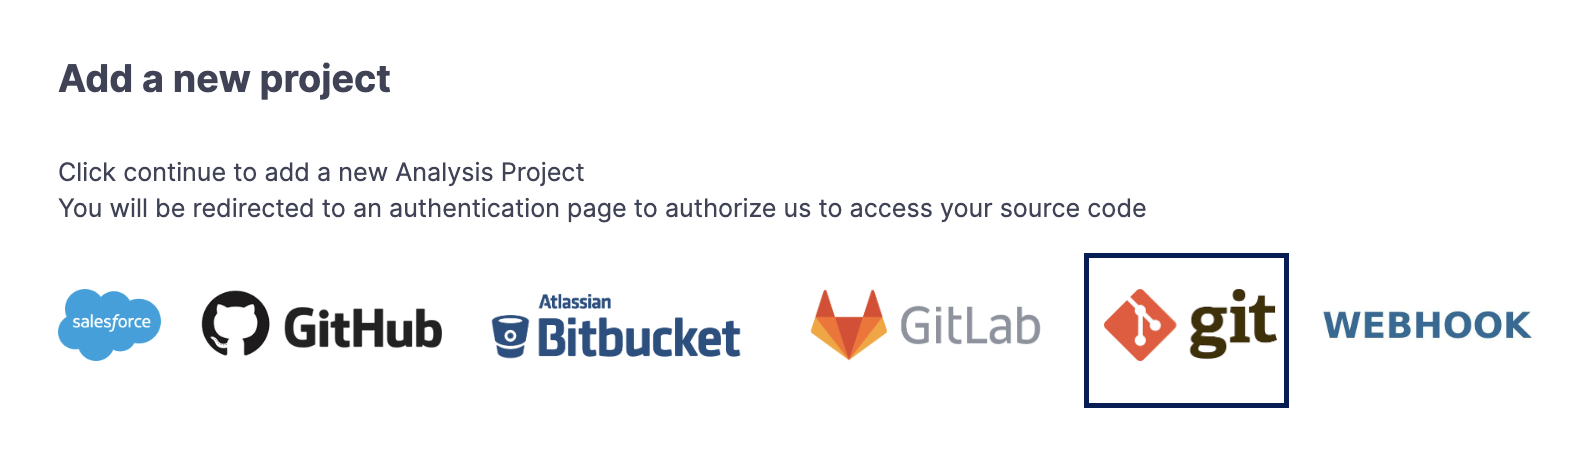 Add a new project
Click continue to add a new Analysis Project
You will be redirected to an authentication page to authorize us to access your source code
salesforce
GitHub
Atlassian
Bitbucket
GitLab
git
WEBHOOK